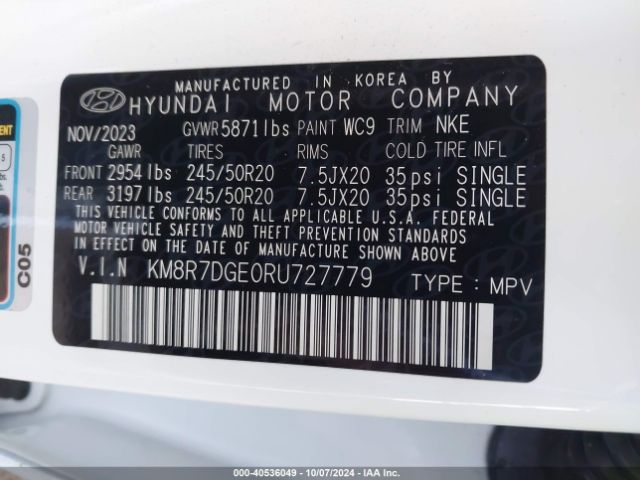 MANUFACTURED IN KOREA BY
HYUNDAI MOTOR COMPANY
NOV/2023 GVWR 5871lbs PAINT WC9 TRIM NKE
GAWR TIRES RIMS COLD TIRE INFL
FRONT 2954 lbs 245/50R20 7.5JX20 35psi SINGLE
REAR 3197 lbs 245/50R20 7.5JX20 35psi SINGLE
THIS VEHICLE CONFORMS TO ALL APPLICABLE U.S.A. FEDERAL
MOTOR VEHICLE SAFETY AND THEFT PREVENTION STANDARDS
IN EFFECT ON THE DATE OF MANUFACTURE SHOWN ABOVE
V.I.N KM8R7DGE0RU727779 TYPE : MPV
C05
000-40536049 - 10/07/2024 - IAA Inc.